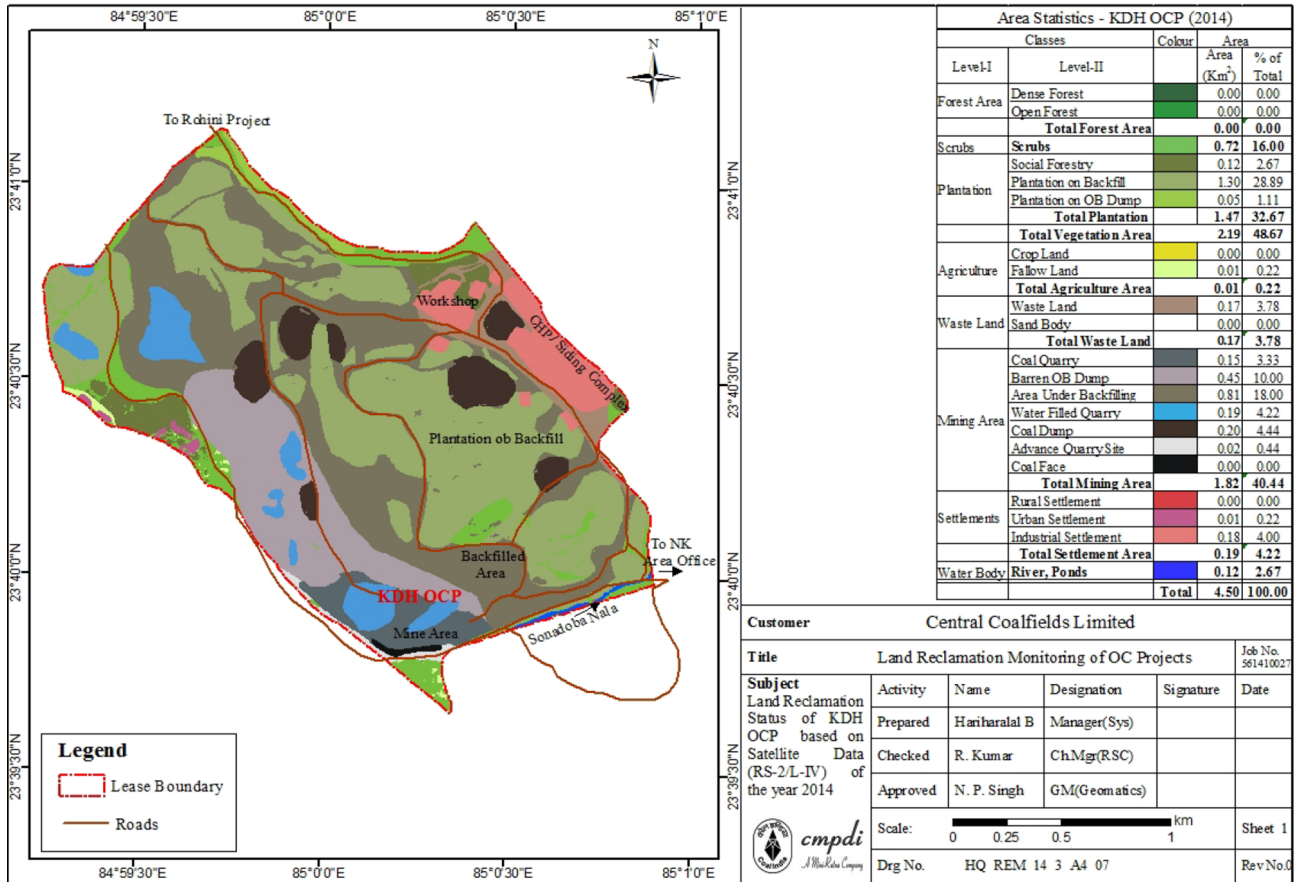 84°59'30"E 85°0'0"E 85°0'30"E 85°1'0"E
N
To Rohini Project
23°41'0"N
23°41'0"N
Workshop
CHP/ Siding Complex
23°40'30"N
23°40'30"N
Plantation ob Backfill
Backfilled
Area
To NK
Area Office
23°40'0"N
23°40'0"N
KDH OCP
Mine Area
Sonadoba Nala
23°39'30"N
23°39'30"N
Legend
Lease Boundary
Roads
84°59'30"E 85°0'0"E 85°0'30"E 85°1'0"E
Area Statistics - KDH OCP (2014)
Classes Colour Area
Level-I Level-II Area (Km2) % of Total
Forest Area Dense Forest 0.00 0.00
Open Forest 0.00 0.00
Total Forest Area 0.00 0.00
Scrubs Scrubs 0.72 16.00
Plantation Social Forestry 0.12 2.67
Plantation on Backfill 1.30 28.89
Plantation on OB Dump 0.05 1.11
Total Plantation 1.47 32.67
Total Vegetation Area 2.19 48.67
Agriculture Crop Land 0.00 0.00
Fallow Land 0.01 0.22
Total Agriculture Area 0.01 0.22
Waste Land Waste Land 0.17 3.78
Sand Body 0.00 0.00
Total Waste Land 0.17 3.78
Mining Area Coal Quarry 0.15 3.33
Barren OB Dump 0.45 10.00
Area Under Backfilling 0.81 18.00
Water Filled Quarry 0.19 4.22
Coal Dump 0.20 4.44
Advance Quarry Site 0.02 0.44
Coal Face 0.00 0.00
Total Mining Area 1.82 40.44
Settlements Rural Settlement 0.00 0.00
Urban Settlement 0.01 0.22
Industrial Settlement 0.18 4.00
Total Settlement Area 0.19 4.22
Water Body River, Ponds 0.12 2.67
Total 4.50 100.00
Customer Central Coalfields Limited
Title Land Reclamation Monitoring of OC Projects Job No. 561410027
Subject
Land Reclamation
Status of KDH
OCP based on
Satellite Data
(RS-2/L-IV) of
the year 2014
Activity Name Designation Signature Date
Prepared Hariharalal B Manager(Sys)
Checked R. Kumar Ch.Mgr(RSC)
Approved N. P. Singh GM(Geomatics)
Coal India
cmpdi
A Mini Ratna Company
Scale: 0 0.25 0.5 1 km
Sheet 1
Drg No. HQ REM 14 3 A4 07 Rev No.0